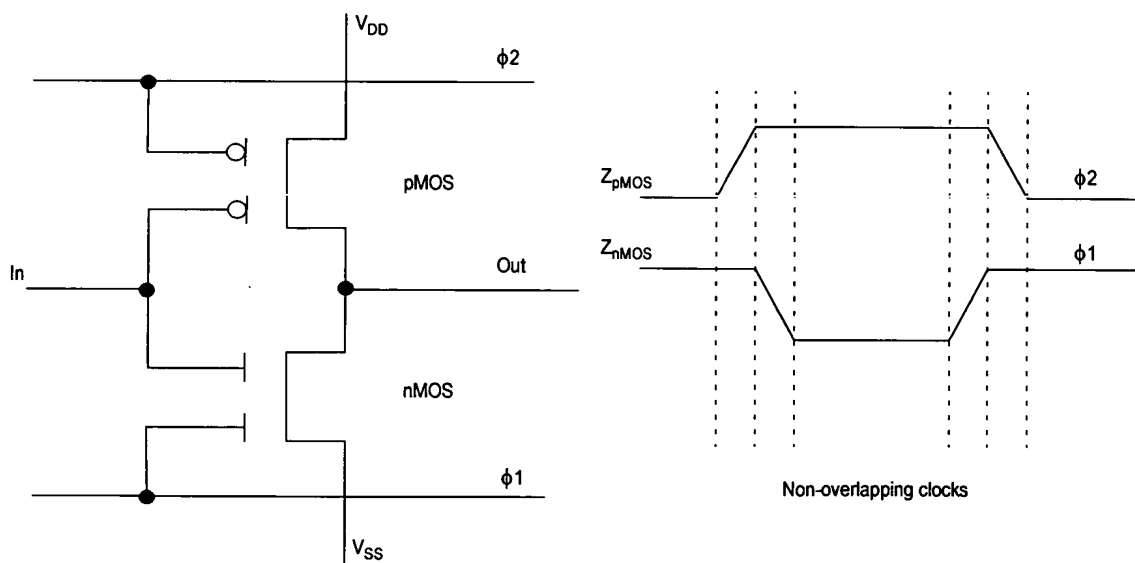 V_DD
ϕ2
pMOS
In
Out
nMOS
ϕ1
V_SS
Z_pMOS
ϕ2
Z_nMOS
ϕ1
Non-overlapping clocks